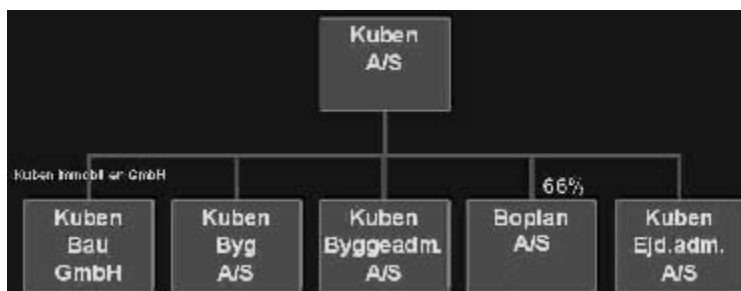 Kuben
A/S
Kuben Immobilien GmbH
66%
Kuben
Bau
GmbH
Kuben
Byg
A/S
Kuben
Byggeadm.
A/S
Boplan
A/S
Kuben
Ejd.adm.
A/S